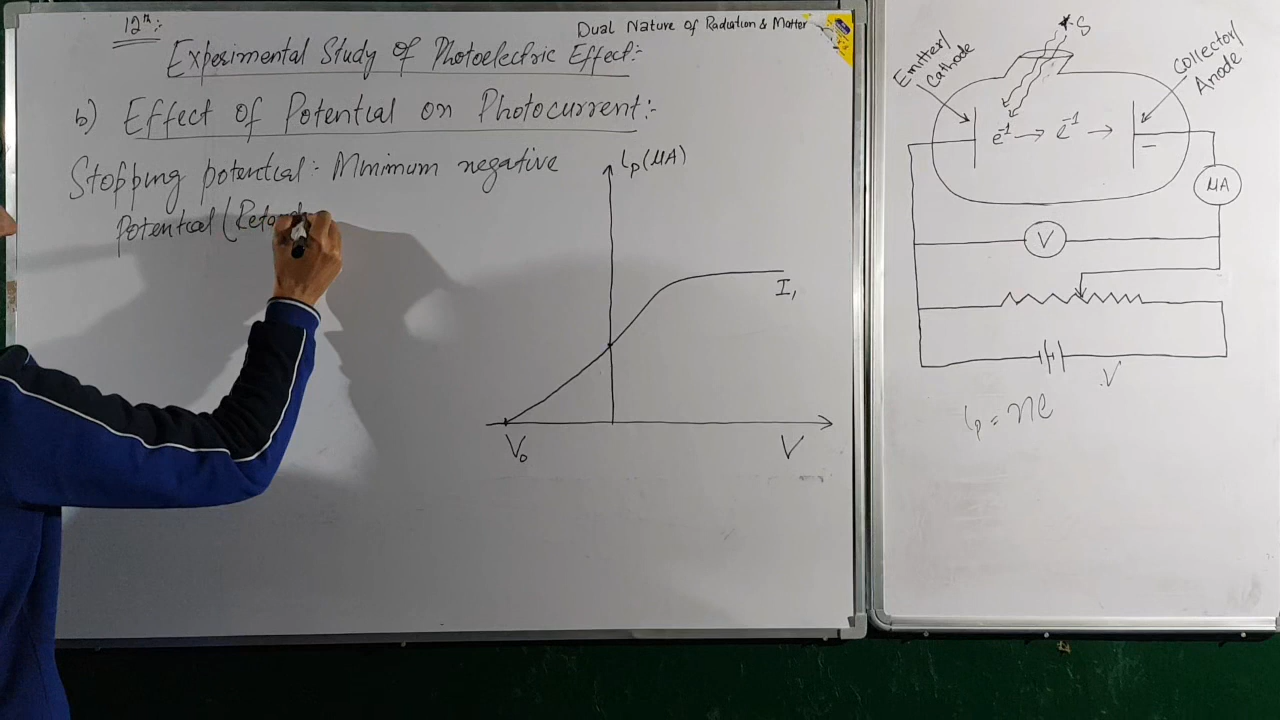 12th :-
Dual Nature Of Radiation & Matter
Experimental Study of Photoelectric Effect:-
b) Effect of Potential on Photocurrent:-
Stopping potential:- Minimum negative
Potential (Retard
ip (μA)
I1
V0
V
S
Emitter/
Cathode
Collector/
Anode
e-1 → e-1 →
μA
V
V
ip = ne